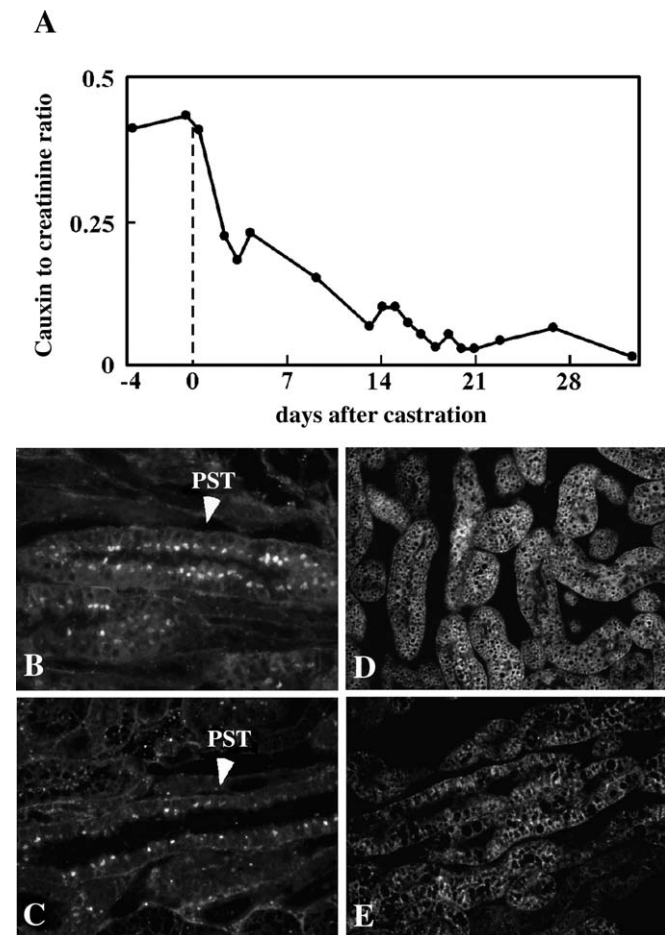 A
Cauxin to creatinine ratio
0.5
0.25
0
-4 0 7 14 21 28
days after castration
PST
B
D
PST
C
E